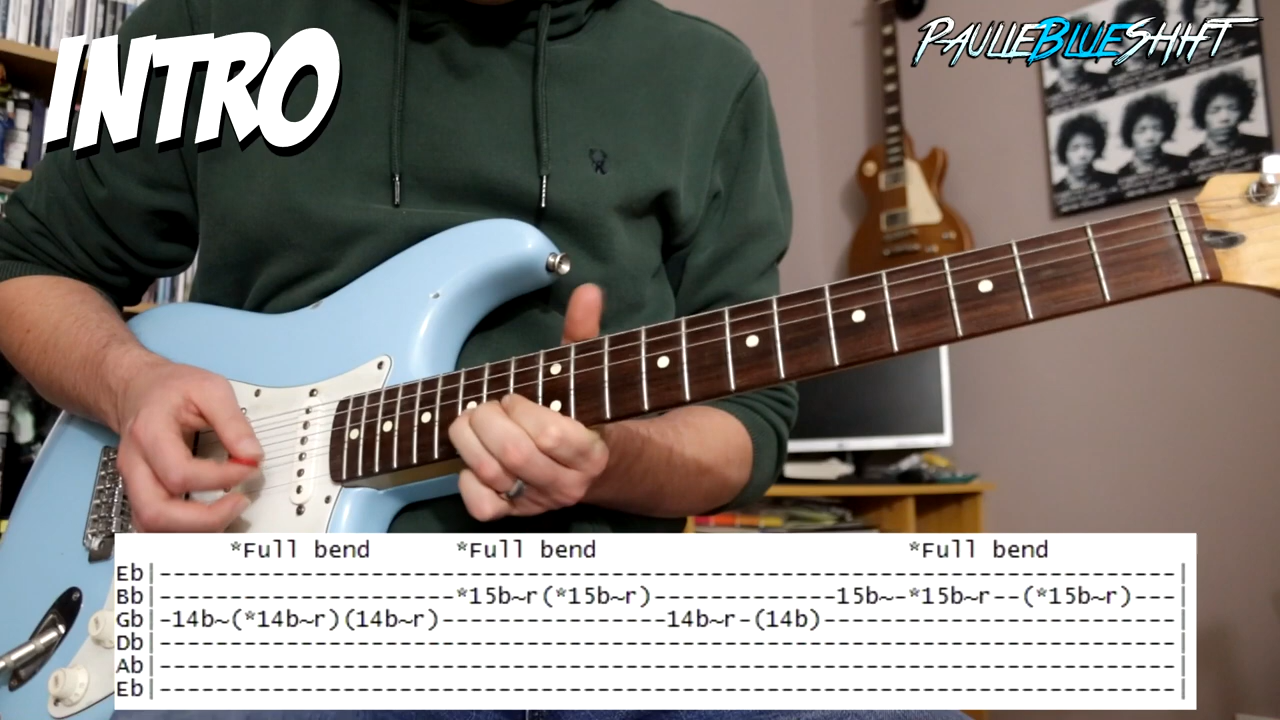 INTRO
PAULIEBLUESHIFT
*Full bend *Full bend *Full bend
Eb|-------------------------------------------------------------------------|
Bb|---------------------*15b~r(*15b~r)-------------15b~-*15b~r--(*15b~r)---|
Gb|-14b~(*14b~r)(14b~r)----------------14b~r-(14b)--------------------------|
Db|-------------------------------------------------------------------------|
Ab|-------------------------------------------------------------------------|
Eb|-------------------------------------------------------------------------|